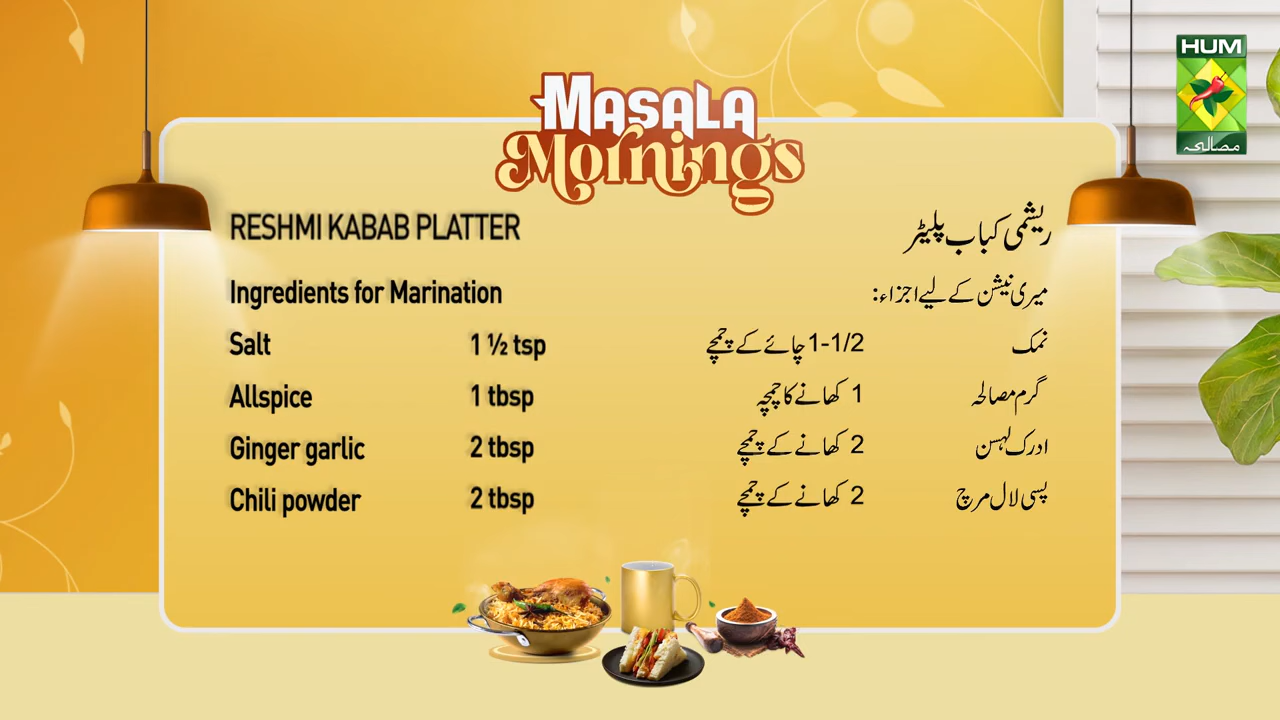 HUM
مصالحہ
MASALA
Mornings
RESHMI KABAB PLATTER ریشمی کباب پلیٹر
Ingredients for Marination میری نیشن کے لیے اجزاء:
Salt 1 ½ tsp نمک 1-1/2 چائے کے چمچے
Allspice 1 tbsp گرم مصالحہ 1 کھانے کا چمچہ
Ginger garlic 2 tbsp ادرک لہسن 2 کھانے کے چمچے
Chili powder 2 tbsp پسی لال مرچ 2 کھانے کے چمچے